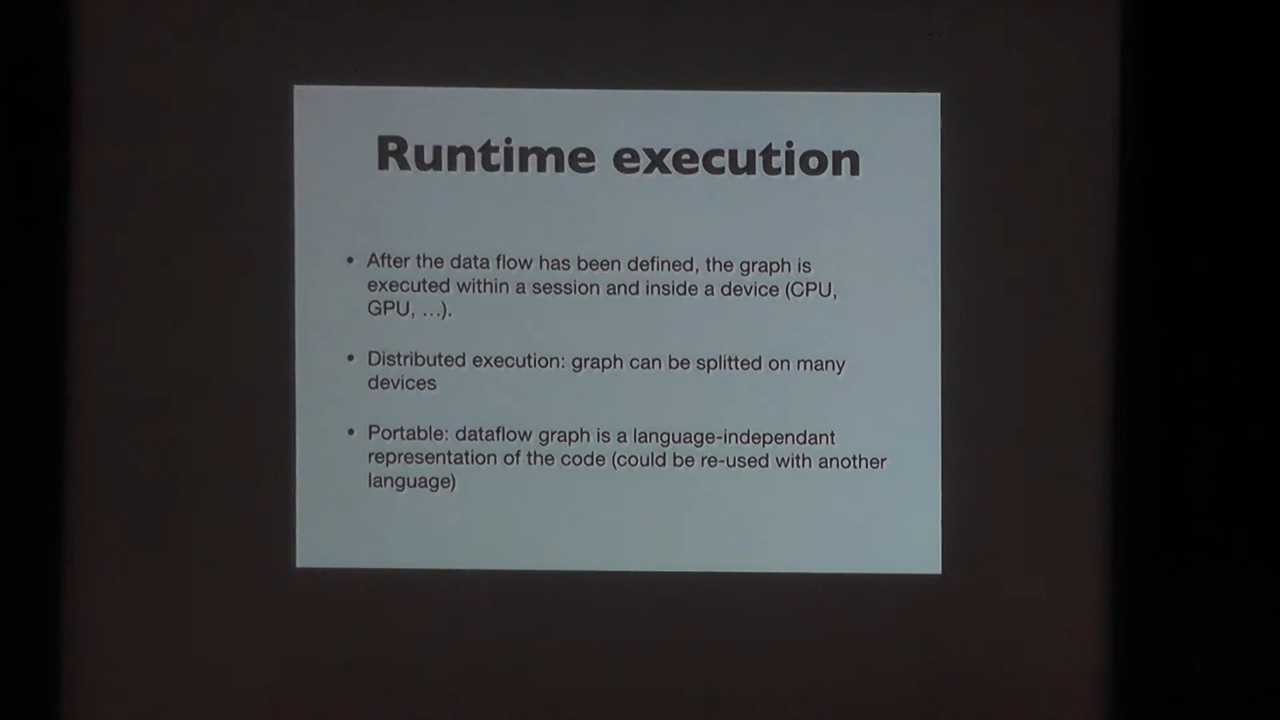 Runtime execution
• After the data flow has been defined, the graph is
executed within a session and inside a device (CPU,
GPU, …).
• Distributed execution: graph can be splitted on many
devices
• Portable: dataflow graph is a language-independant
representation of the code (could be re-used with another
language)